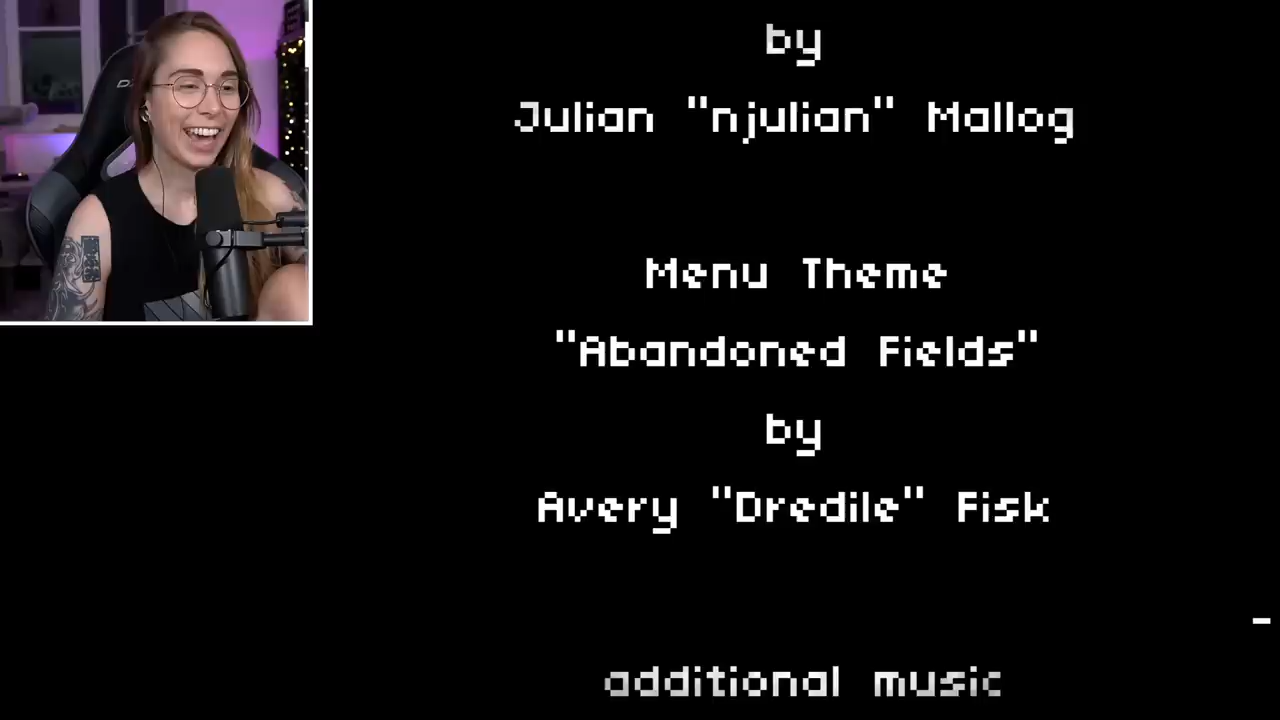 by
Julian "njulian" Mallog
Menu Theme
"Abandoned Fields"
by
Avery "Dredile" Fisk
-
additional music